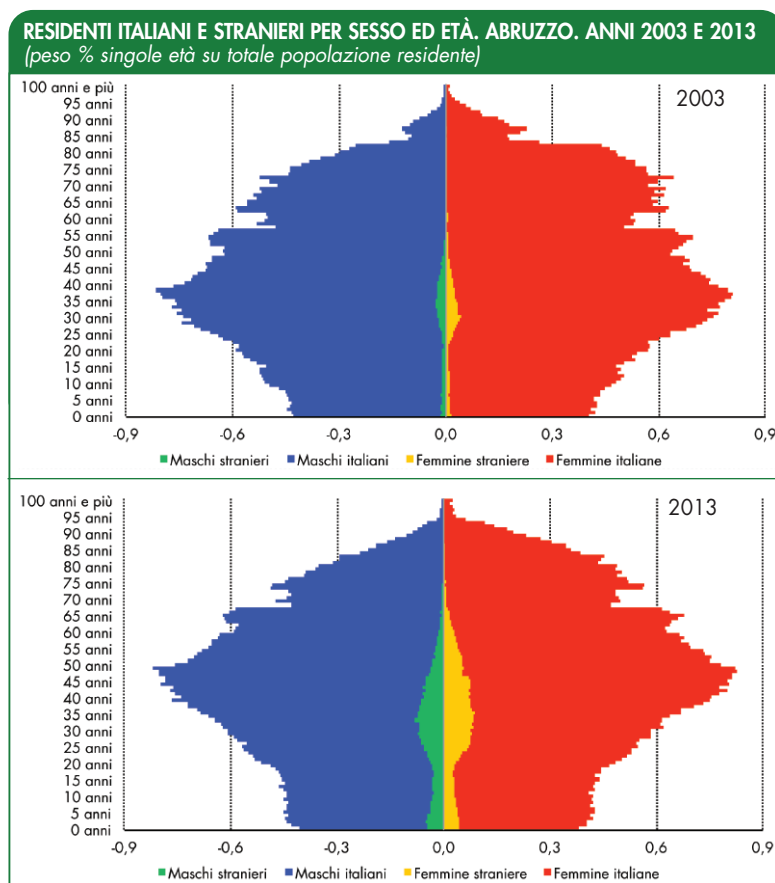 RESIDENTI ITALIANI E STRANIERI PER SESSO ED ETÀ. ABRUZZO. ANNI 2003 E 2013
(peso % singole età su totale popolazione residente)
2003
100 anni e più
95 anni
90 anni
85 anni
80 anni
75 anni
70 anni
65 anni
60 anni
55 anni
50 anni
45 anni
40 anni
35 anni
30 anni
25 anni
20 anni
15 anni
10 anni
5 anni
0 anni
-0,9 -0,6 -0,3 0,0 0,3 0,6 0,9
Maschi stranieri Maschi italiani Femmine straniere Femmine italiane
2013
100 anni e più
95 anni
90 anni
85 anni
80 anni
75 anni
70 anni
65 anni
60 anni
55 anni
50 anni
45 anni
40 anni
35 anni
30 anni
25 anni
20 anni
15 anni
10 anni
5 anni
0 anni
-0,9 -0,6 -0,3 0,0 0,3 0,6 0,9
Maschi stranieri Maschi italiani Femmine straniere Femmine italiane